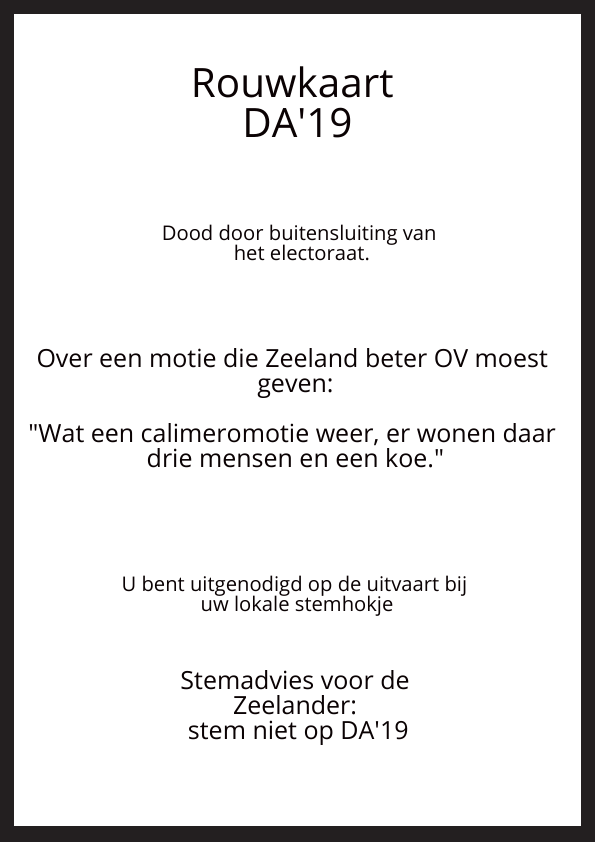 Rouwkaart
DA'19
Dood door buitensluiting van
het electoraat.
Over een motie die Zeeland beter OV moest
geven:
"Wat een calimeromotie weer, er wonen daar
drie mensen en een koe."
U bent uitgenodigd op de uitvaart bij
uw lokale stemhokje
Stemadvies voor de
Zeelander:
stem niet op DA'19